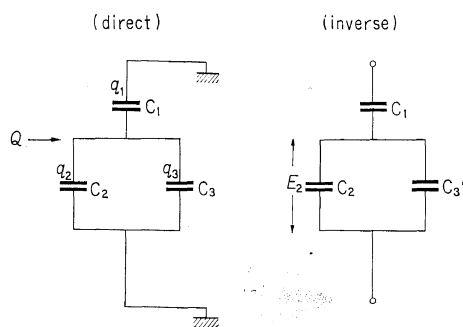 (direct) (inverse)
q₁ C₁ C₁
Q
q₂ C₂ q₃ C₃ E₂ C₂ C₃'